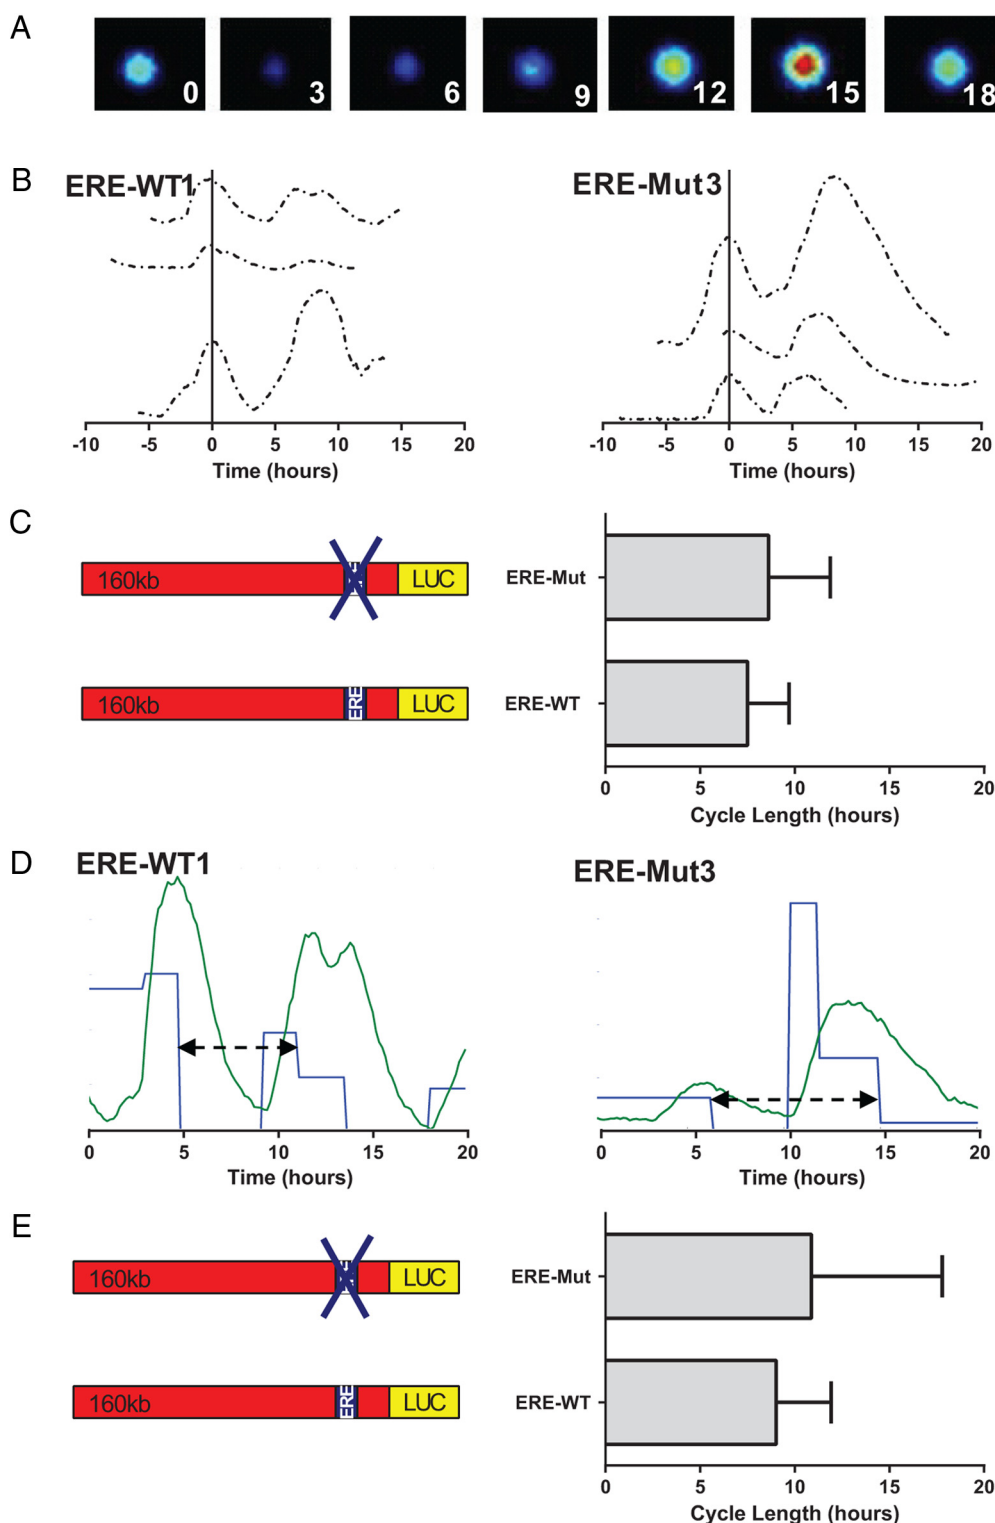 A
0 3 6 9 12 15 18
B
ERE-WT1 ERE-Mut3
-10 -5 0 5 10 15 20 -10 -5 0 5 10 15 20
Time (hours) Time (hours)
C
160kb LUC
160kb ERE LUC
ERE-Mut
ERE-WT
0 5 10 15 20
Cycle Length (hours)
D
ERE-WT1 ERE-Mut3
0 5 10 15 20 0 5 10 15 20
Time (hours) Time (hours)
E
160kb LUC
160kb ERE LUC
ERE-Mut
ERE-WT
0 5 10 15 20
Cycle Length (hours)